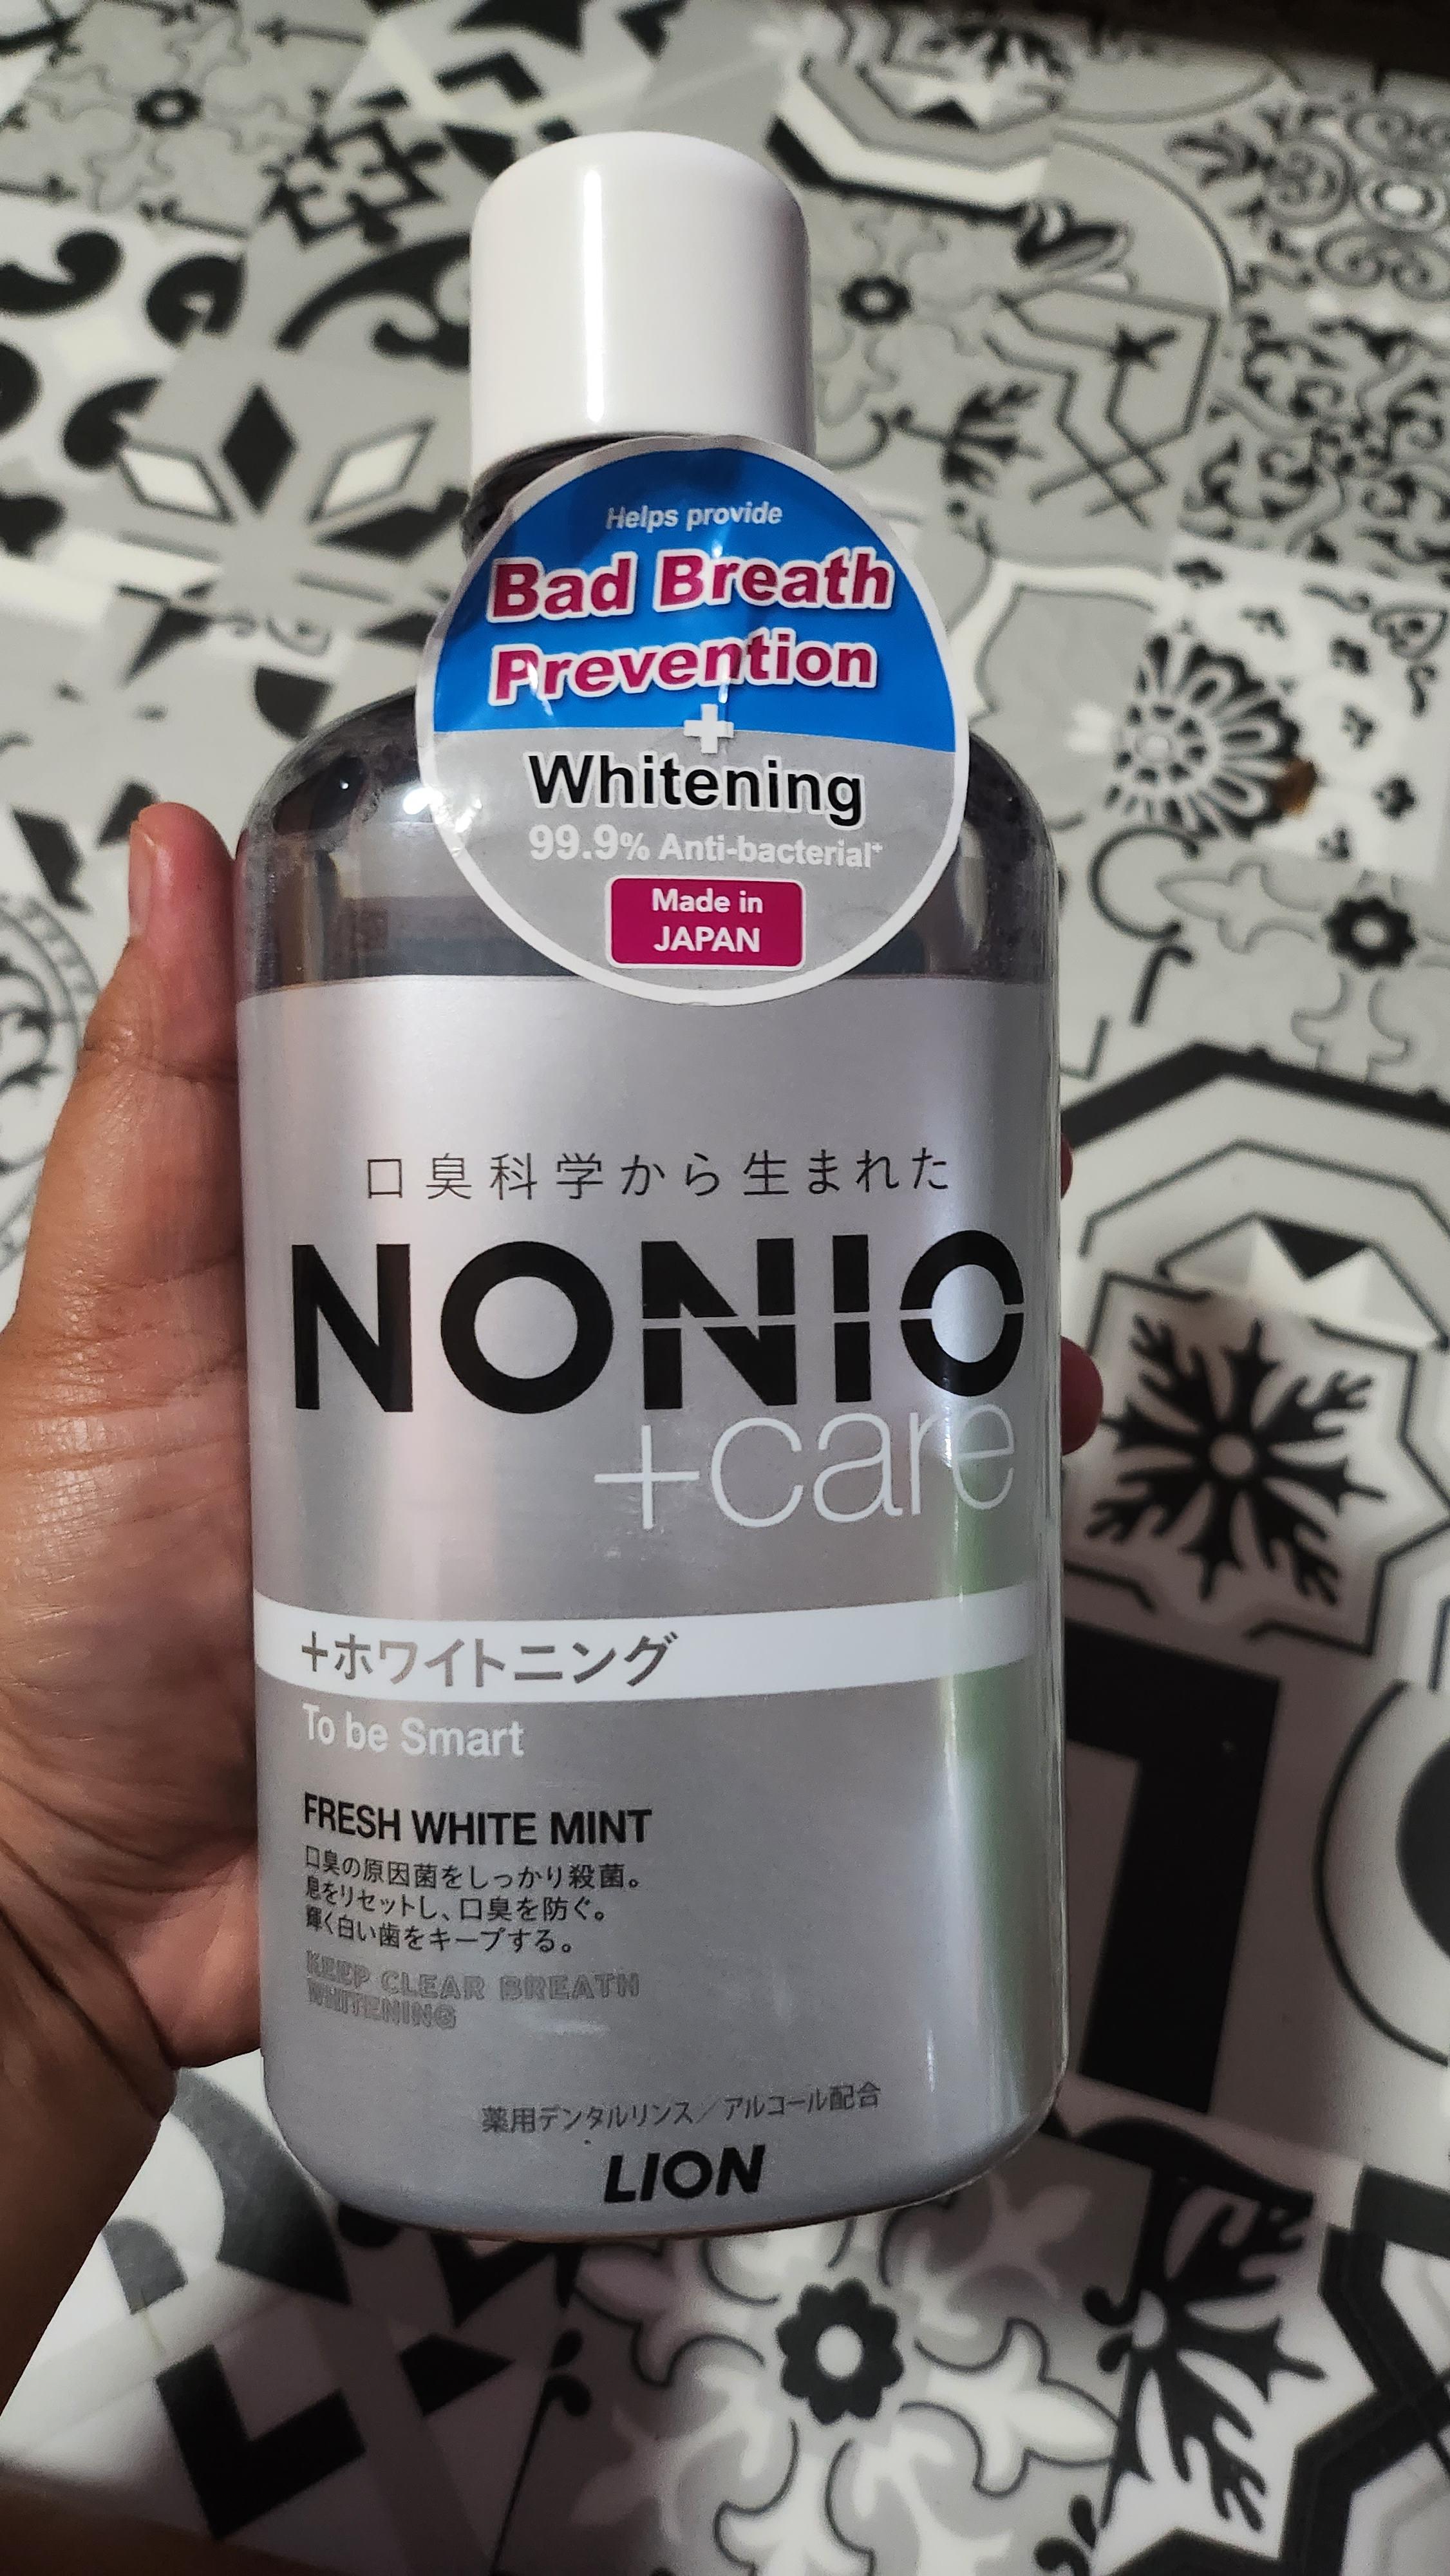 Helps provide
Bad Breath
Prevention
+
Whitening
99.9% Anti-bacterial+
Made in
JAPAN
口臭科学から生まれた
NONIO
+care
+ホワイトニング
To be Smart
FRESH WHITE MINT
口臭の原因菌をしっかり殺菌。
息をリセットし、口臭を防ぐ。
輝く白い歯をキープする。
KEEP CLEAR BREATH
WHITENING
薬用デンタルリンス／アルコール配合
LION